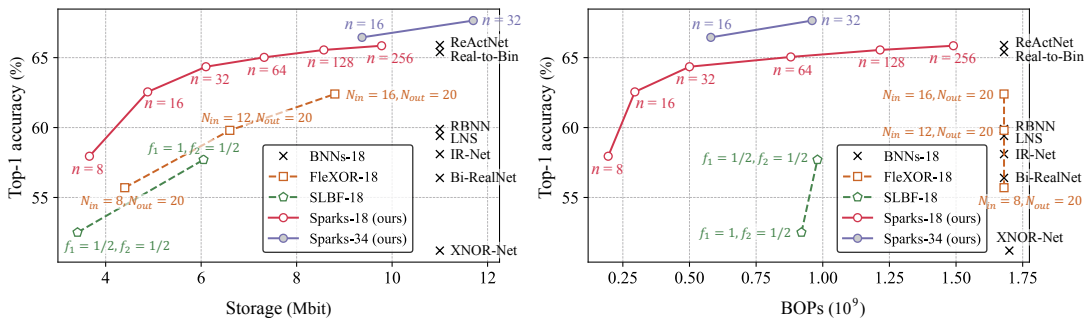 Top-1 accuracy (%)
65
60
55
4
6
8
10
12
Storage (Mbit)
n = 16
n = 32
n = 8
n = 16
n = 32
n = 64
n = 128
n = 256
N_in = 16, N_out = 20
N_in = 12, N_out = 20
N_in = 8, N_out = 20
f_1 = 1, f_2 = 1/2
f_1 = 1/2, f_2 = 1/2
ReActNet
Real-to-Bin
RBNN
LNS
IR-Net
Bi-RealNet
XNOR-Net
BNNs-18
FleXOR-18
SLBF-18
Sparks-18 (ours)
Sparks-34 (ours)
Top-1 accuracy (%)
65
60
55
0.25
0.50
0.75
1.00
1.25
1.50
1.75
BOPs (10^9)
n = 16
n = 32
n = 8
n = 16
n = 32
n = 64
n = 128
n = 256
ReActNet
Real-to-Bin
N_in = 16, N_out = 20
N_in = 12, N_out = 20
RBNN
LNS
IR-Net
Bi-RealNet
N_in = 8, N_out = 20
XNOR-Net
f_1 = 1/2, f_2 = 1/2
f_1 = 1, f_2 = 1/2
BNNs-18
FleXOR-18
SLBF-18
Sparks-18 (ours)
Sparks-34 (ours)